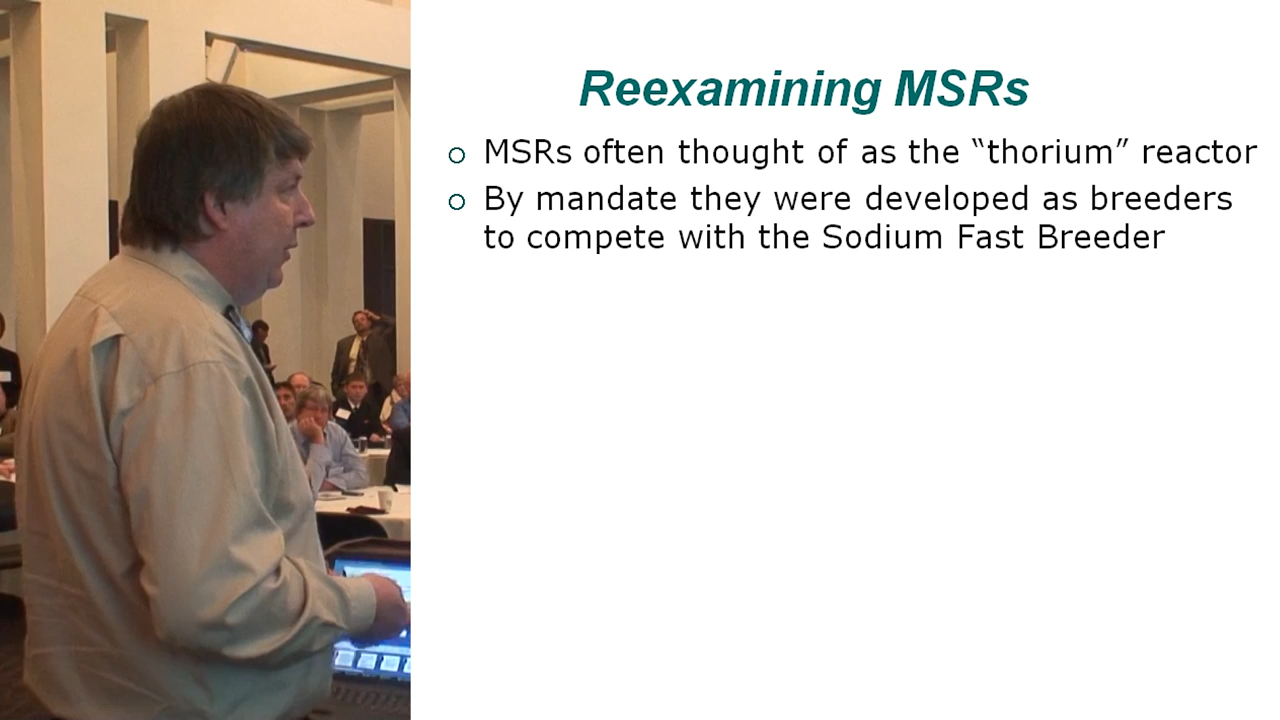 Reexamining MSRs
MSRs often thought of as the “thorium” reactor
By mandate they were developed as breeders
to compete with the Sodium Fast Breeder